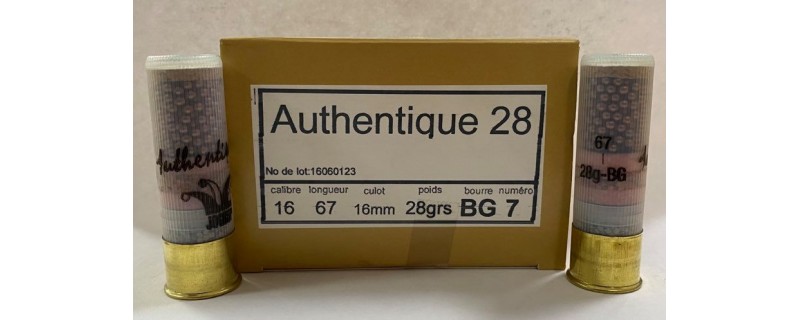 Authentique 28
No de lot:16060123
calibre longueur culot poids bourre numéro
16 67 16mm 28grs BG 7
Authenti
67
28g-BG